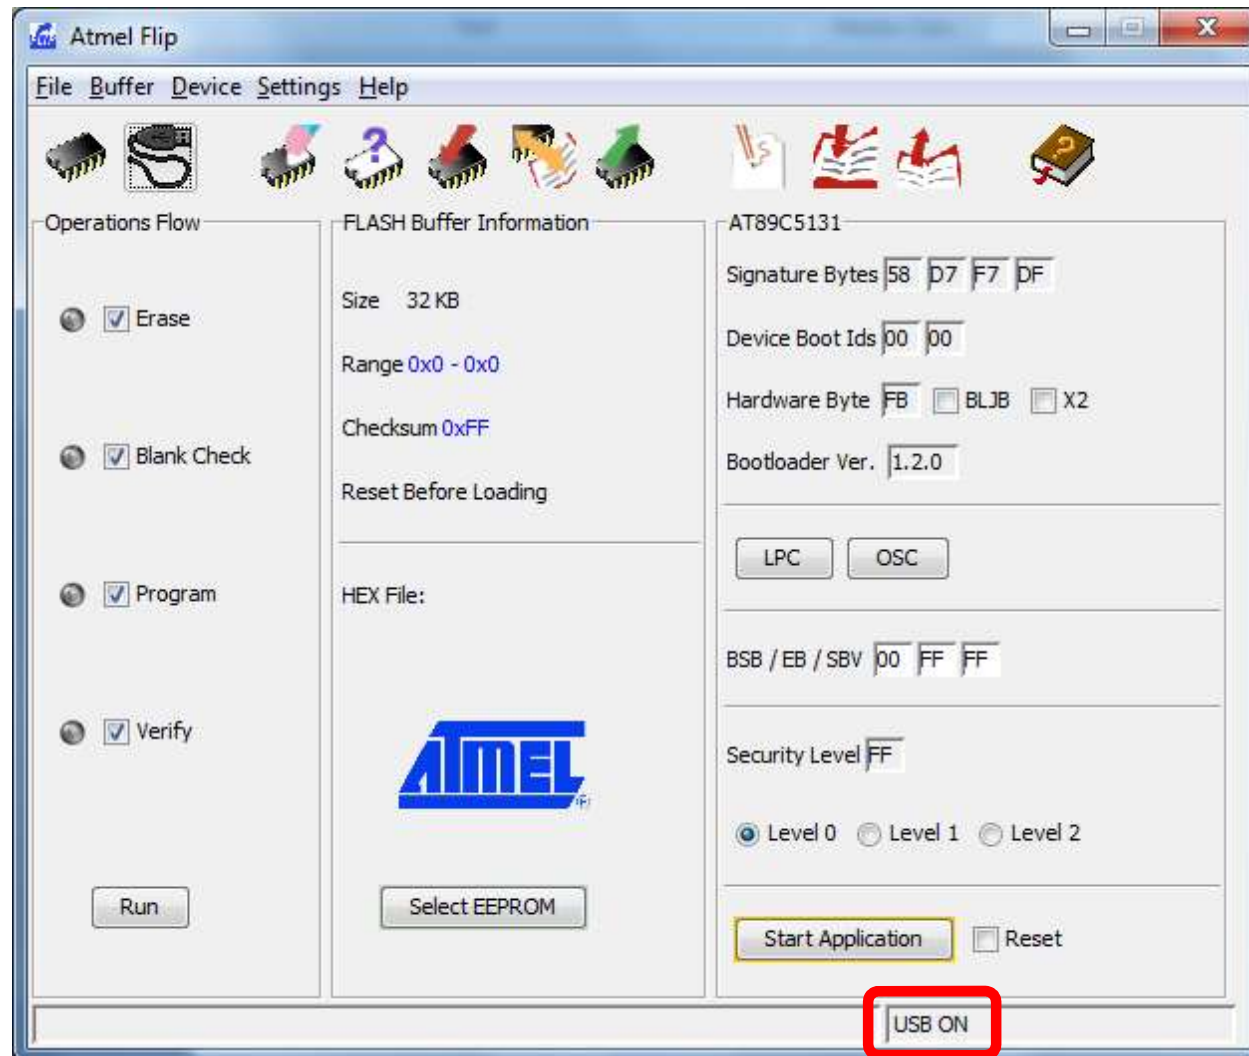 Atmel Flip
File Buffer Device Settings Help
Operations Flow
Erase
Blank Check
Program
Verify
Run
FLASH Buffer Information
Size 32 KB
Range 0x0 - 0x0
Checksum 0xFF
Reset Before Loading
HEX File:
ATMEL
Select EEPROM
AT89C5131
Signature Bytes 58 D7 F7 DF
Device Boot Ids 00 00
Hardware Byte FB BLJB X2
Bootloader Ver. 1.2.0
LPC OSC
BSB / EB / SBV 00 FF FF
Security Level FF
Level 0 Level 1 Level 2
Start Application Reset
USB ON